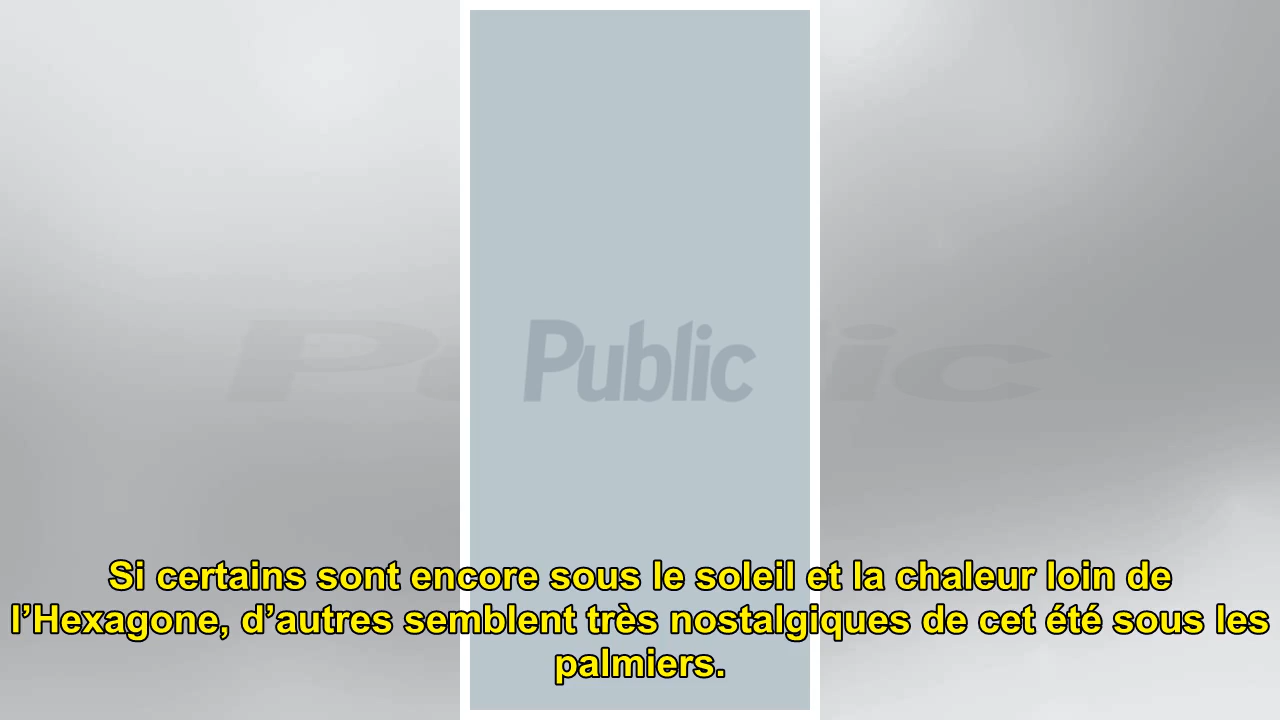 Public
Si certains sont encore sous le soleil et la chaleur loin de
l’Hexagone, d’autres semblent très nostalgiques de cet été sous les
palmiers.